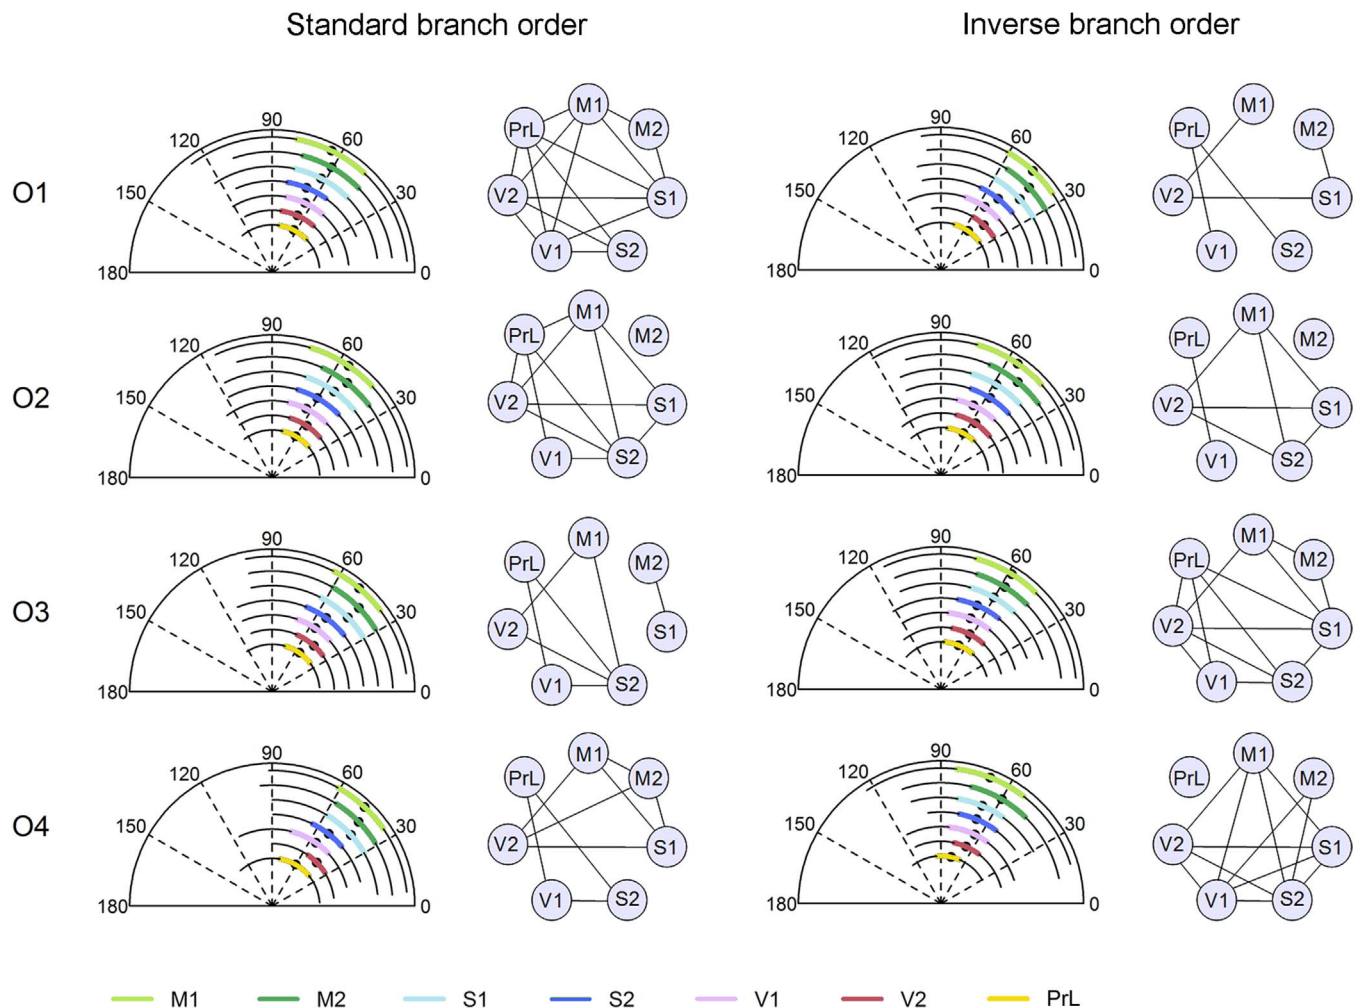 Standard branch order Inverse branch order
O1
90
120 60
150 30
180 0
M1
PrL M2
V2 S1
V1 S2
90
120 60
150 30
180 0
M1
PrL M2
V2 S1
V1 S2
O2
90
120 60
150 30
180 0
M1
PrL M2
V2 S1
V1 S2
90
120 60
150 30
180 0
M1
PrL M2
V2 S1
V1 S2
O3
90
120 60
150 30
180 0
M1
PrL M2
V2 S1
V1 S2
90
120 60
150 30
180 0
M1
PrL M2
V2 S1
V1 S2
O4
90
120 60
150 30
180 0
M1
PrL M2
V2 S1
V1 S2
90
120 60
150 30
180 0
M1
PrL M2
V2 S1
V1 S2
M1 M2 S1 S2 V1 V2 PrL